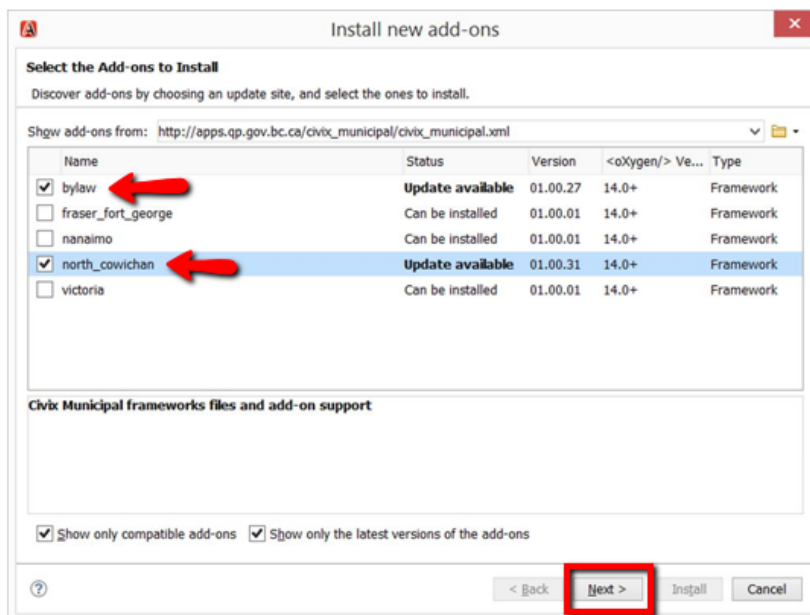 Install new add-ons
Select the Add-ons to Install
Discover add-ons by choosing an update site, and select the ones to install.
Show add-ons from: http://apps.qp.gov.bc.ca/civix_municipal/civix_municipal.xml
Name Status Version <oXygen/> Ve... Type
bylaw Update available 01.00.27 14.0+ Framework
fraser_fort_george Can be installed 01.00.01 14.0+ Framework
nanaimo Can be installed 01.00.01 14.0+ Framework
north_cowichan Update available 01.00.31 14.0+ Framework
victoria Can be installed 01.00.01 14.0+ Framework
Civix Municipal frameworks files and add-on support
Show only compatible add-ons Show only the latest versions of the add-ons
? < Back Next > Install Cancel